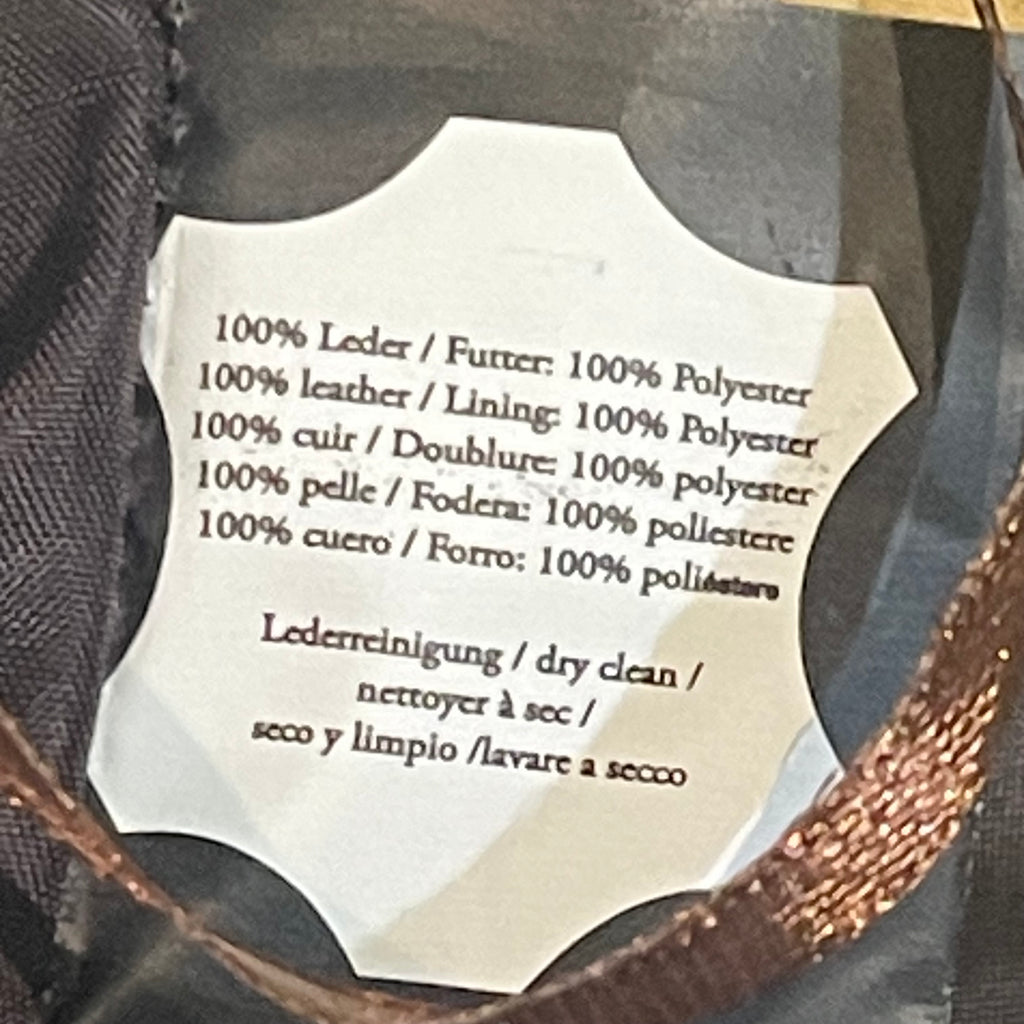 100% Leder / Futter: 100% Polyester
100% leather / Lining: 100% Polyester
100% cuir / Doublure: 100% polyester
100% pelle / Fodera: 100% poliestere
100% cuero / Forro: 100% poliéstere
Lederreinigung / dry clean /
nettoyer à sec /
seco y limpio /lavare a secco